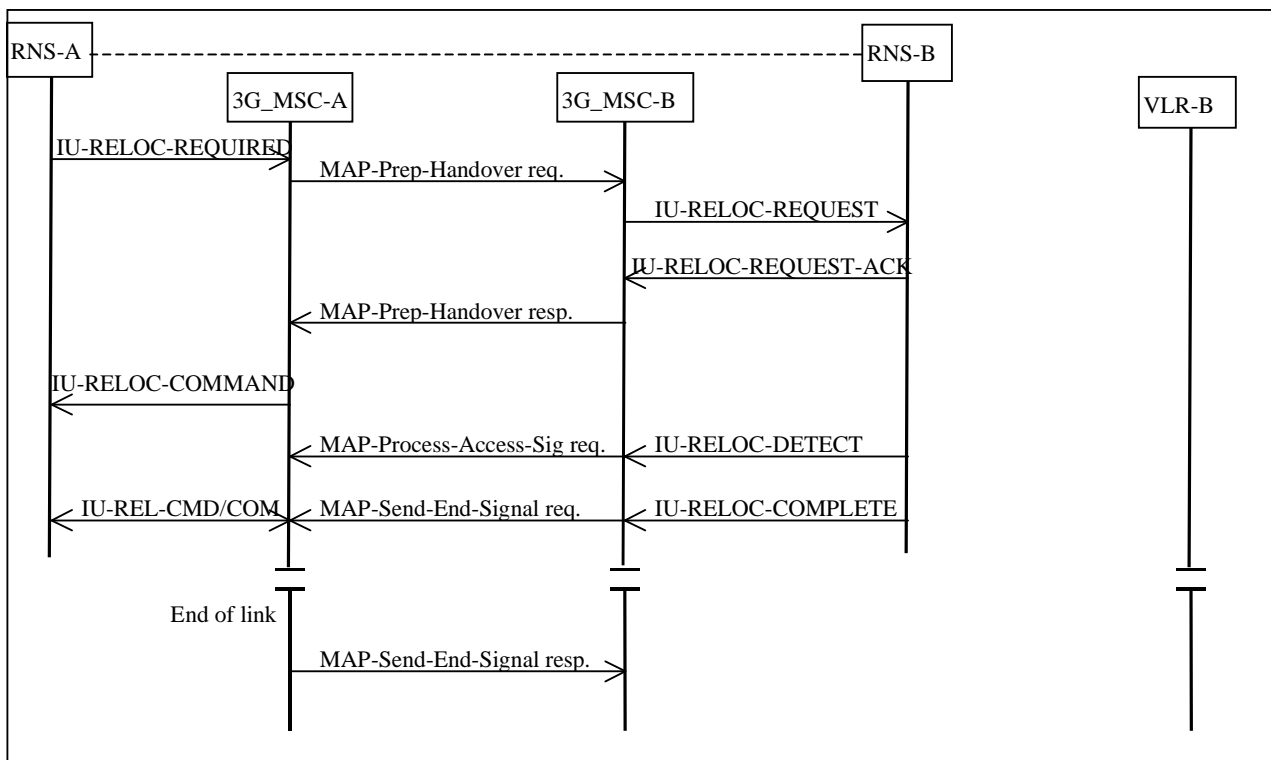 RNS-A
RNS-B
3G_MSC-A
3G_MSC-B
VLR-B
IU-RELOC-REQUIRED
MAP-Prep-Handover req.
IU-RELOC-REQUEST
IU-RELOC-REQUEST-ACK
MAP-Prep-Handover resp.
IU-RELOC-COMMAND
MAP-Process-Access-Sig req.
IU-RELOC-DETECT
IU-REL-CMD/COM
MAP-Send-End-Signal req.
IU-RELOC-COMPLETE
End of link
MAP-Send-End-Signal resp.